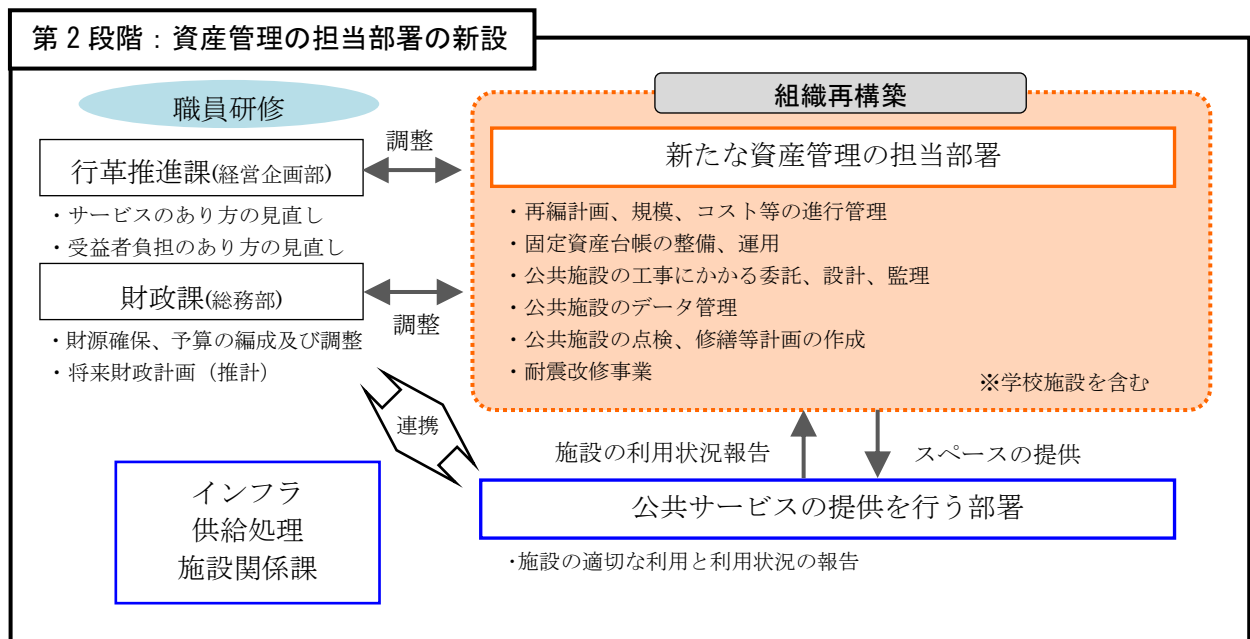 第2段階：資産管理の担当部署の新設
職員研修
行革推進課(経営企画部)
・サービスのあり方の見直し
・受益者負担のあり方の見直し
財政課(総務部)
・財源確保、予算の編成及び調整
・将来財政計画（推計）
調整
調整
組織再構築
新たな資産管理の担当部署
・再編計画、規模、コスト等の進行管理
・固定資産台帳の整備、運用
・公共施設の工事にかかる委託、設計、監理
・公共施設のデータ管理
・公共施設の点検、修繕等計画の作成
・耐震改修事業
※学校施設を含む
連携
施設の利用状況報告
スペースの提供
インフラ
供給処理
施設関係課
公共サービスの提供を行う部署
・施設の適切な利用と利用状況の報告